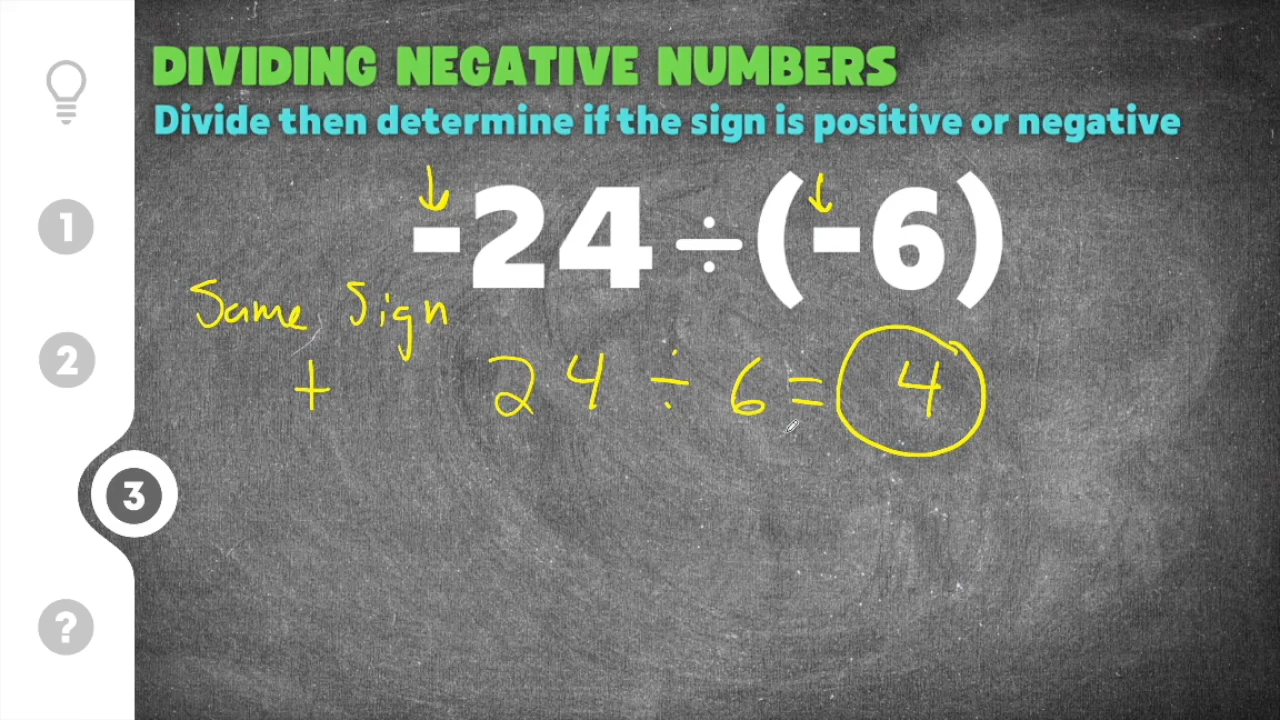 DIVIDING NEGATIVE NUMBERS
Divide then determine if the sign is positive or negative
1
-24÷(-6)
Same Sign
2
+ 24 ÷ 6 = 4
3
?